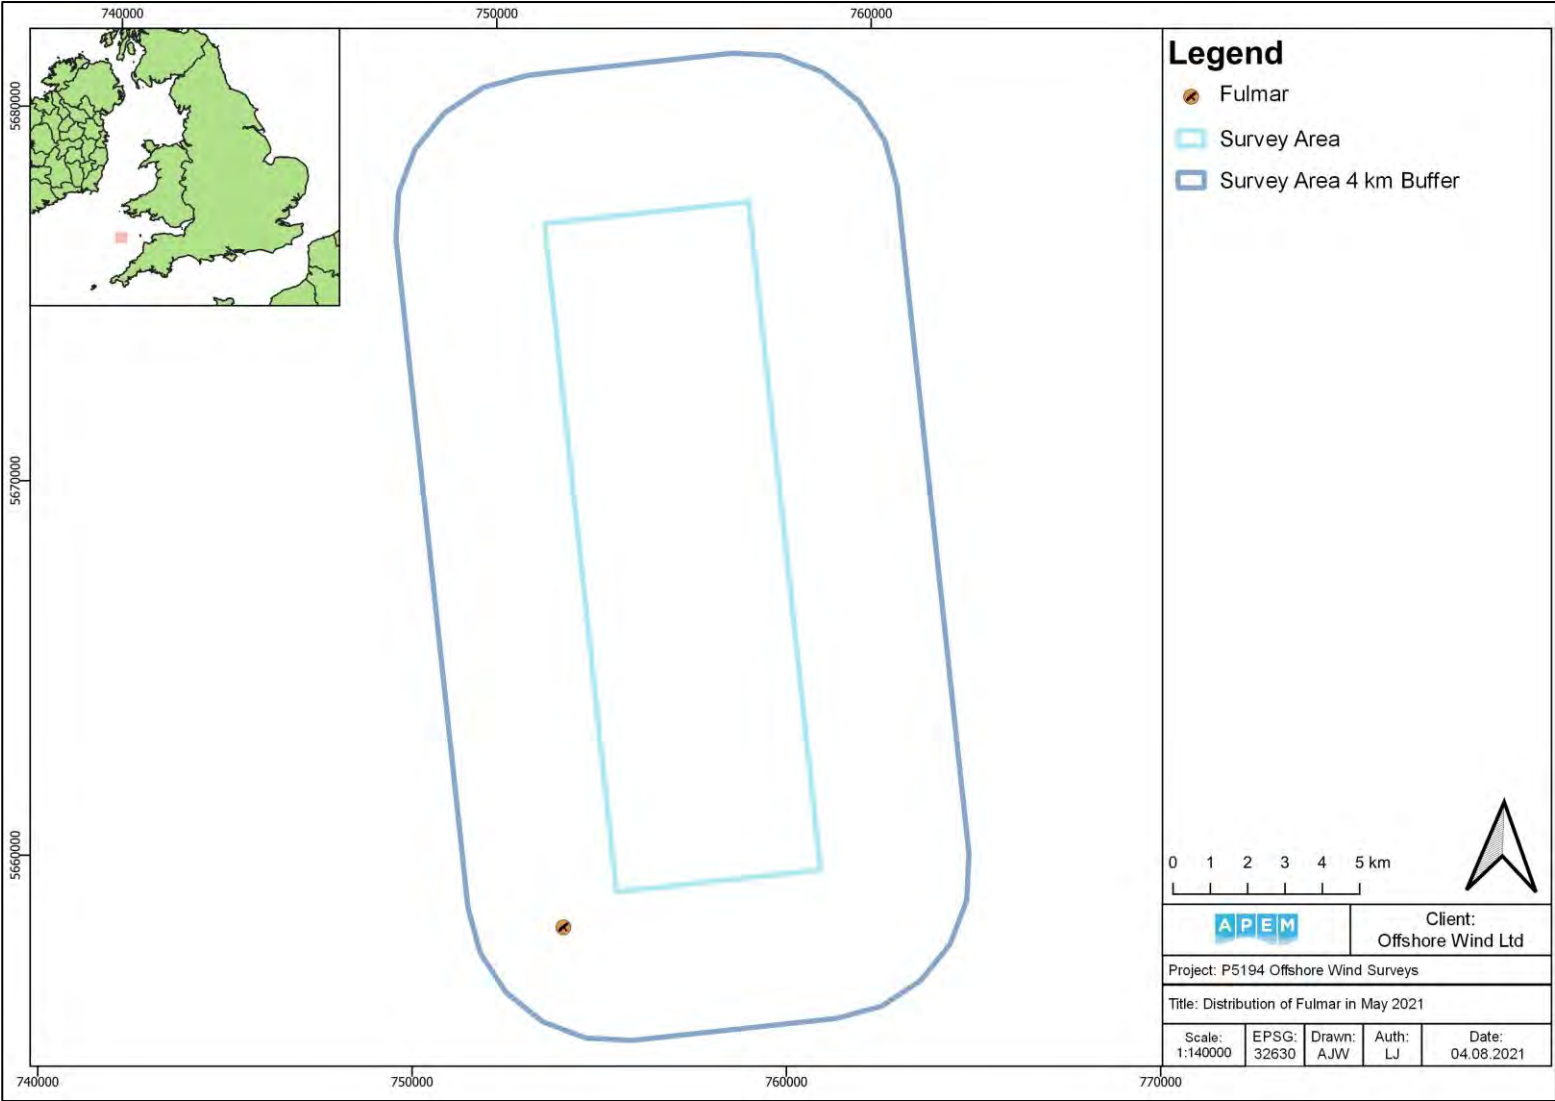 740000
750000
760000
5680000
5670000
5660000
740000
750000
760000
770000
Legend
Fulmar
Survey Area
Survey Area 4 km Buffer
0 1 2 3 4 5 km
APEM
Client:
Offshore Wind Ltd
Project: P5194 Offshore Wind Surveys
Title: Distribution of Fulmar in May 2021
Scale:
1:140000
EPSG:
32630
Drawn:
AJW
Auth:
LJ
Date:
04.08.2021